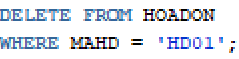 DELETE FROM HOADON
WHERE MAHD = 'HD01';